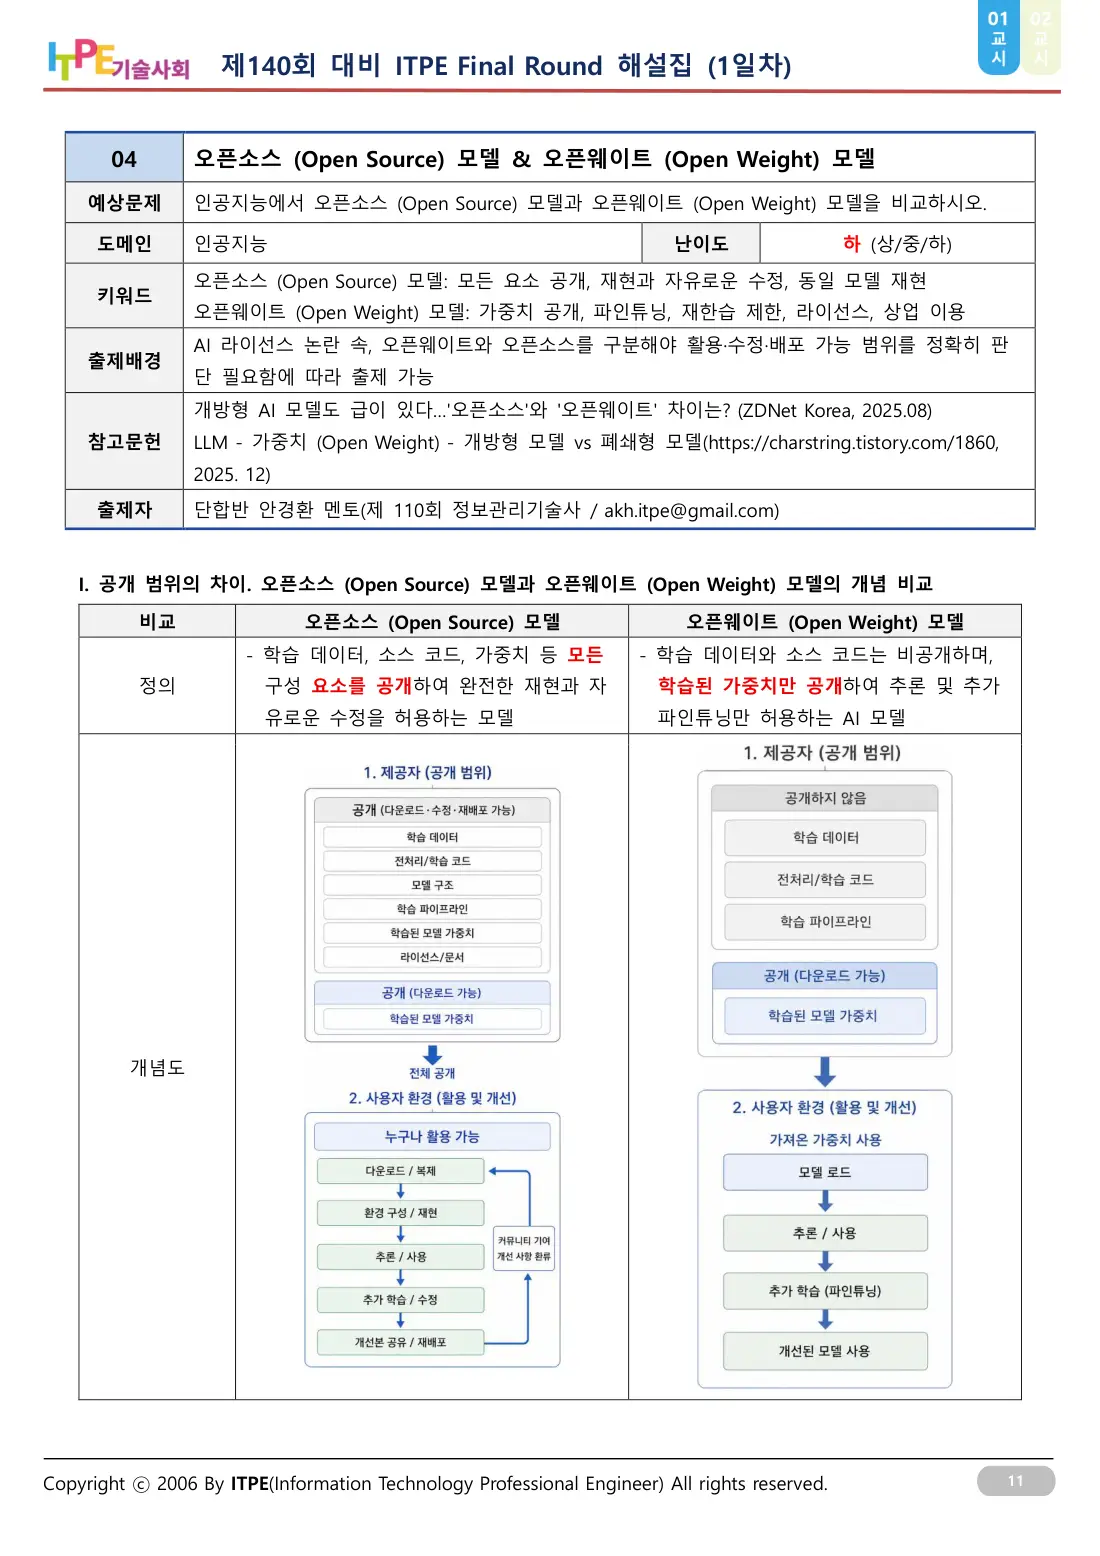 01
교
시
02
교
시
ITPE기술사회 제140회 대비 ITPE Final Round 해설집 (1일차)
04 오픈소스 (Open Source) 모델 & 오픈웨이트 (Open Weight) 모델
예상문제 인공지능에서 오픈소스 (Open Source) 모델과 오픈웨이트 (Open Weight) 모델을 비교하시오.
도메인 인공지능 난이도 하 (상/중/하)
키워드
오픈소스 (Open Source) 모델: 모든 요소 공개, 재현과 자유로운 수정, 동일 모델 재현
오픈웨이트 (Open Weight) 모델: 가중치 공개, 파인튜닝, 재한습 제한, 라이선스, 상업 이용
출제배경
AI 라이선스 논란 속, 오픈웨이트와 오픈소스를 구분해야 활용·수정·배포 가능 범위를 정확히 판
단 필요함에 따라 출제 가능
참고문헌
개방형 AI 모델도 급이 있다...'오픈소스'와 '오픈웨이트' 차이는? (ZDNet Korea, 2025.08)
LLM - 가중치 (Open Weight) - 개방형 모델 vs 폐쇄형 모델(https://charstring.tistory.com/1860,
2025. 12)
출제자 단합반 안경환 멘토(제 110회 정보관리기술사 / akh.itpe@gmail.com)
I. 공개 범위의 차이. 오픈소스 (Open Source) 모델과 오픈웨이트 (Open Weight) 모델의 개념 비교
비교 오픈소스 (Open Source) 모델 오픈웨이트 (Open Weight) 모델
정의
- 학습 데이터, 소스 코드, 가중치 등 모든
구성 요소를 공개하여 완전한 재현과 자
유로운 수정을 허용하는 모델
- 학습 데이터와 소스 코드는 비공개하며,
학습된 가중치만 공개하여 추론 및 추가
파인튜닝만 허용하는 AI 모델
개념도
1. 제공자 (공개 범위)
공개 (다운로드·수정·재배포 가능)
학습 데이터
전처리/학습 코드
모델 구조
학습 파이프라인
학습된 모델 가중치
라이선스/문서
공개 (다운로드 가능)
학습된 모델 가중치
전체 공개
2. 사용자 환경 (활용 및 개선)
누구나 활용 가능
다운로드 / 복제
환경 구성 / 재현
추론 / 사용
추가 학습 / 수정
개선본 공유 / 재배포
커뮤니티 기여
개선 사항 환류
1. 제공자 (공개 범위)
공개하지 않음
학습 데이터
전처리/학습 코드
학습 파이프라인
공개 (다운로드 가능)
학습된 모델 가중치
2. 사용자 환경 (활용 및 개선)
가져온 가중치 사용
모델 로드
추론 / 사용
추가 학습 (파인튜닝)
개선된 모델 사용
Copyright ⓒ 2006 By ITPE(Information Technology Professional Engineer) All rights reserved.
11